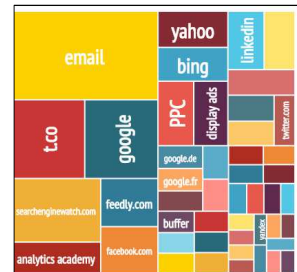 email
yahoo
bing
linkedin
t.co
google
PPC
display ads
twitter.com
google.de
google.fr
searchenginewatch.com
feedly.com
buffer
yandex
analytics academy
facebook.com